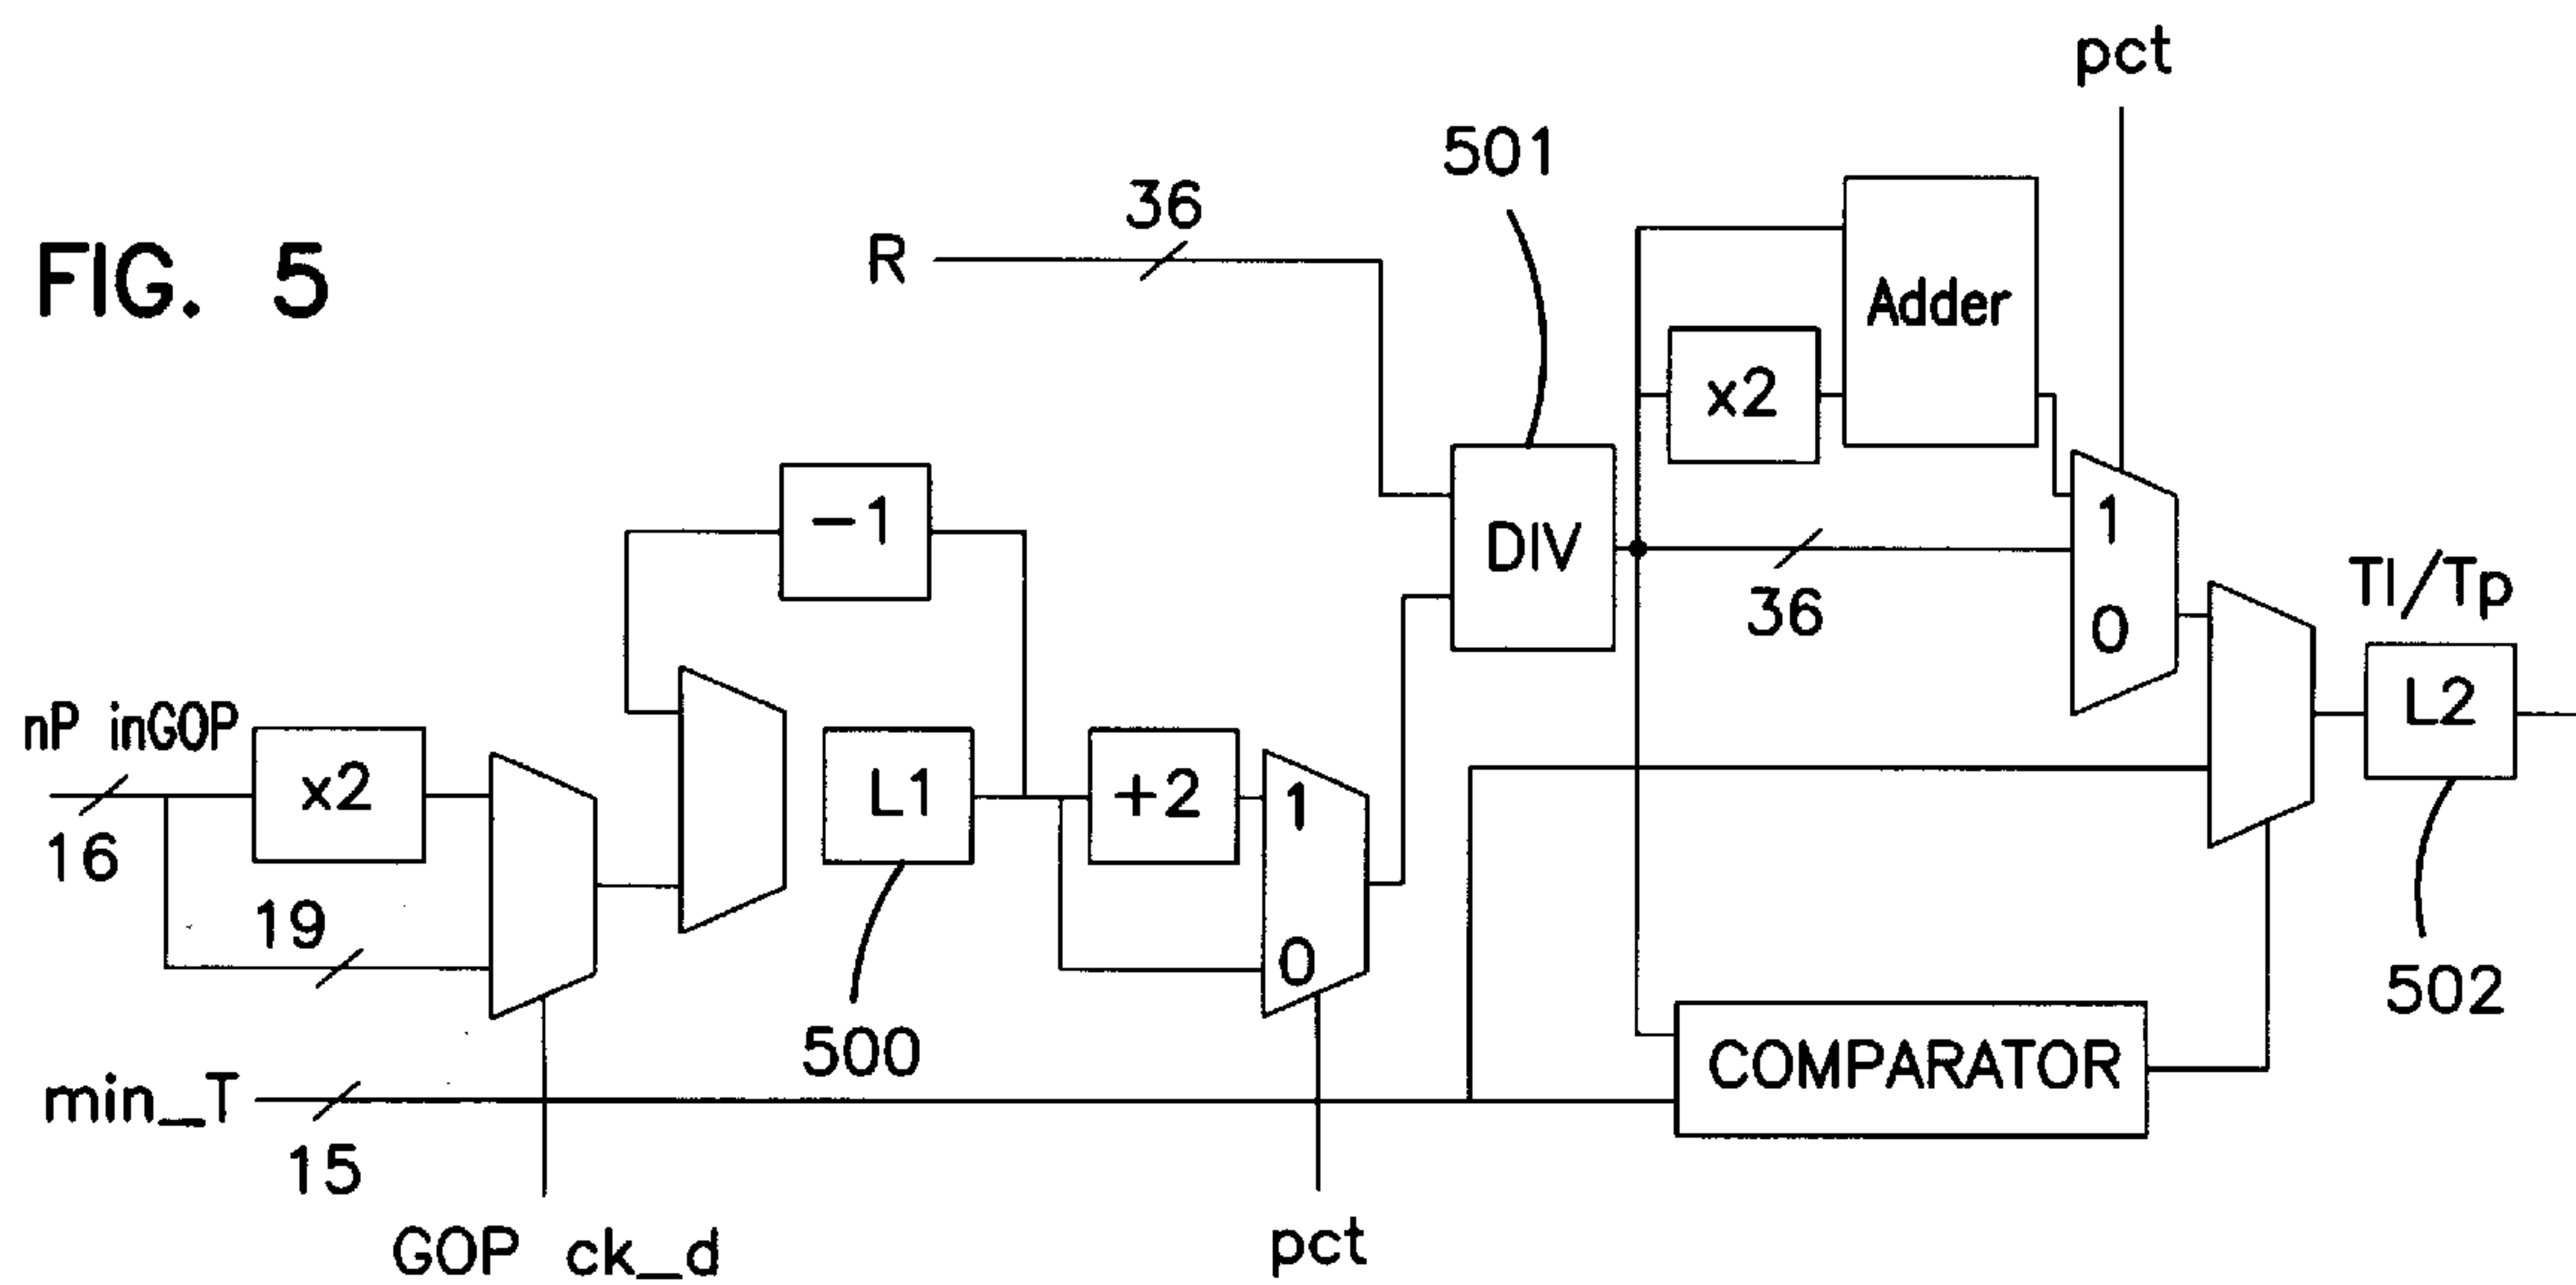 pct
501
36
R
FIG. 5
Adder
x2
-1
DIV
1
0
36
TI/Tp
nP inGOP
16
x2
19
L1
500
+2
1
0
L2
502
COMPARATOR
min_T
15
GOP ck_d
pct